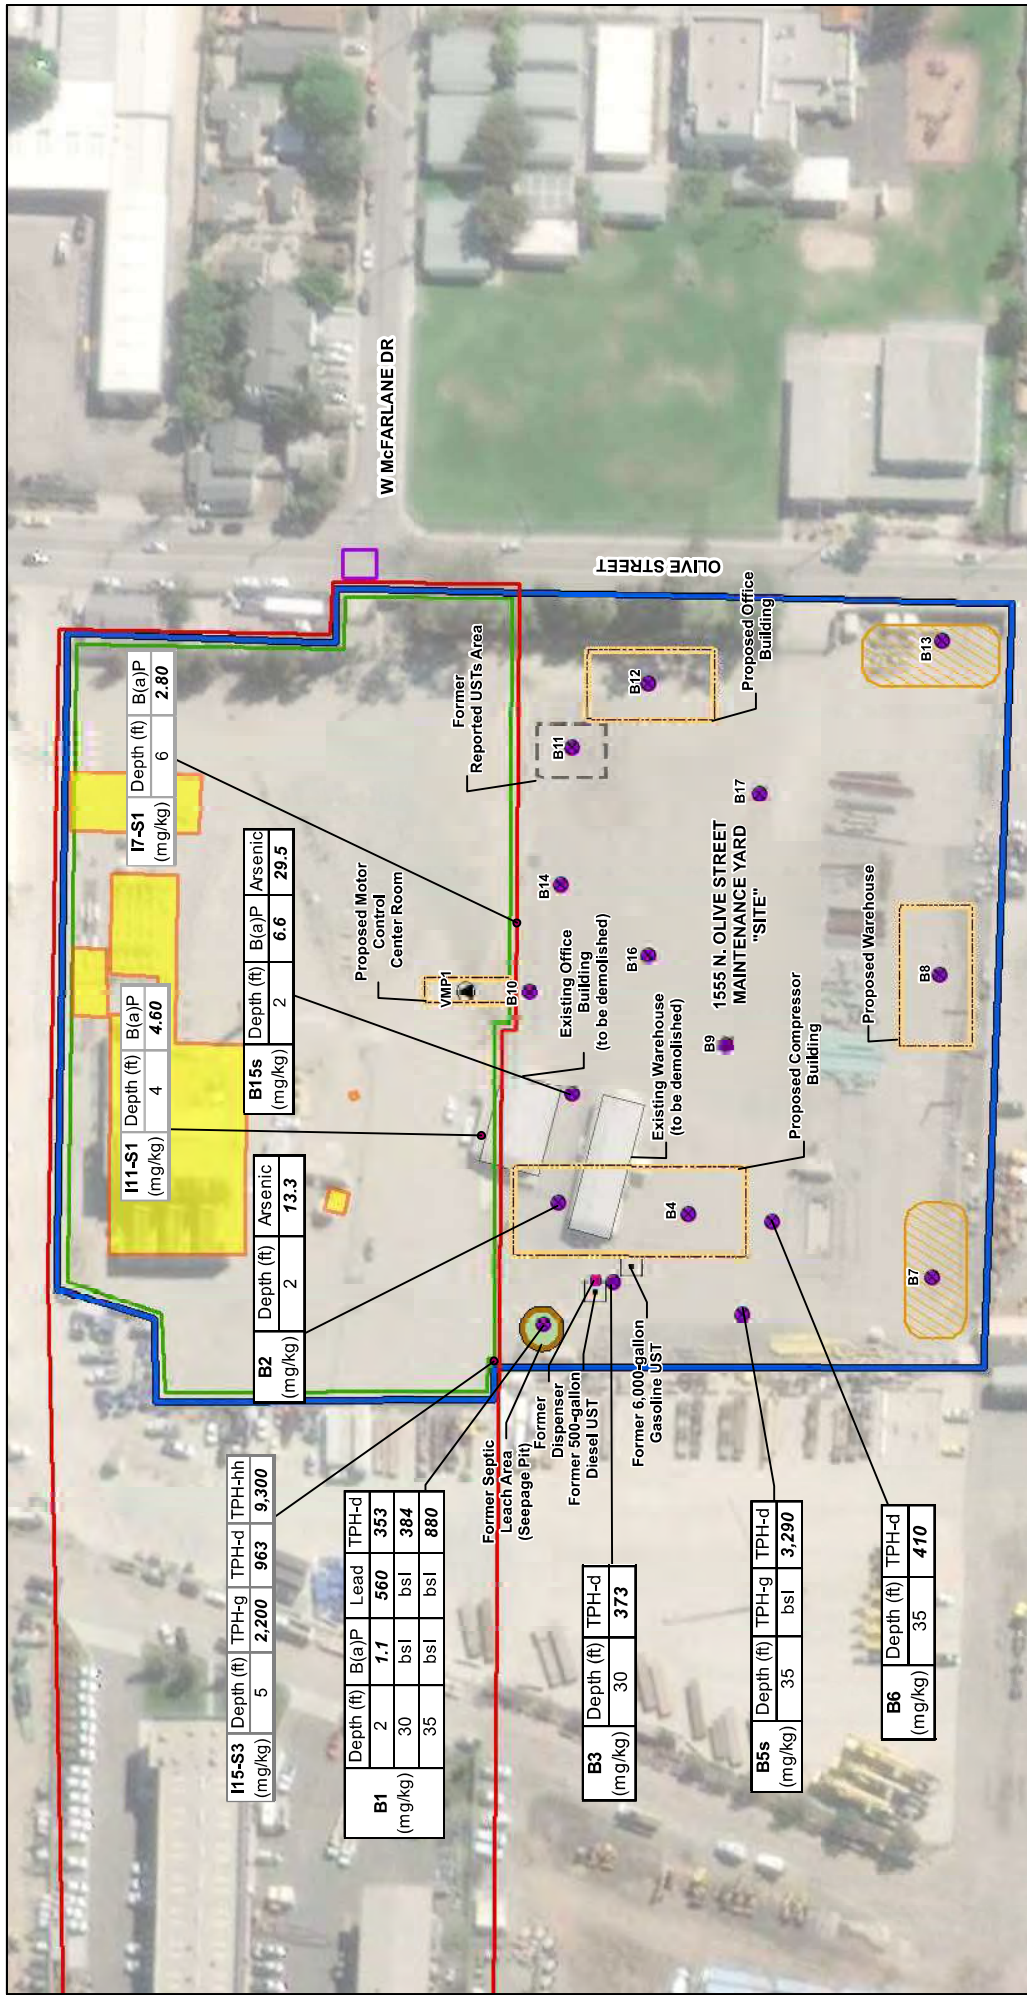 W McFARLANE DR
OLIVE STREET
I7-S1 Depth (ft) B(a)P
(mg/kg) 6 2.80
I11-S1 Depth (ft) B(a)P
(mg/kg) 4 4.60
B15s Depth (ft) B(a)P Arsenic
(mg/kg) 2 6.6 29.5
B2 Depth (ft) Arsenic
(mg/kg) 2 13.3
I15-S3 Depth (ft) TPH-g TPH-d TPH-hh
(mg/kg) 5 2,200 963 9,300
B1
(mg/kg)
Depth (ft) B(a)P Lead TPH-d
2 1.1 560 353
30 bsl bsl 384
35 bsl bsl 880
B3 Depth (ft) TPH-d
(mg/kg) 30 373
B5s Depth (ft) TPH-g TPH-d
(mg/kg) 35 bsl 3,290
B6 Depth (ft) TPH-d
(mg/kg) 35 410
Proposed Motor
Control
Center Room
VMP1
Former
Reported USTs Area
B10
B11
B12
B13
B14
B16
B17
B9
B8
B7
B4
Proposed Office
Building
Existing Office
Building
(to be demolished)
Existing Warehouse
(to be demolished)
1555 N. OLIVE STREET
MAINTENANCE YARD
"SITE"
Proposed Compressor
Building
Proposed Warehouse
Former Septic
Leach Area
(Seepage Pit)
Former
Dispenser
Former 500-gallon
Diesel UST
Former 6,000-gallon
Gasoline UST